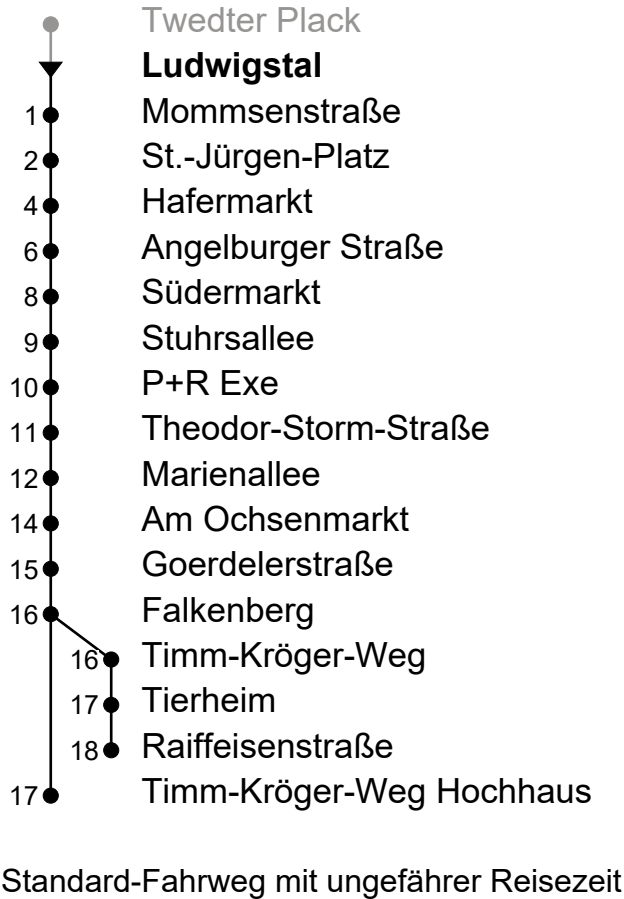 Twedter Plack
Ludwigstal
1 Mommsenstraße
2 St.-Jürgen-Platz
4 Hafermarkt
6 Angelburger Straße
8 Südermarkt
9 Stuhrsallee
10 P+R Exe
11 Theodor-Storm-Straße
12 Marienallee
14 Am Ochsenmarkt
15 Goerdelerstraße
16 Falkenberg
16 Timm-Kröger-Weg
17 Tierheim
18 Raiffeisenstraße
17 Timm-Kröger-Weg Hochhaus
Standard-Fahrweg mit ungefährer Reisezeit